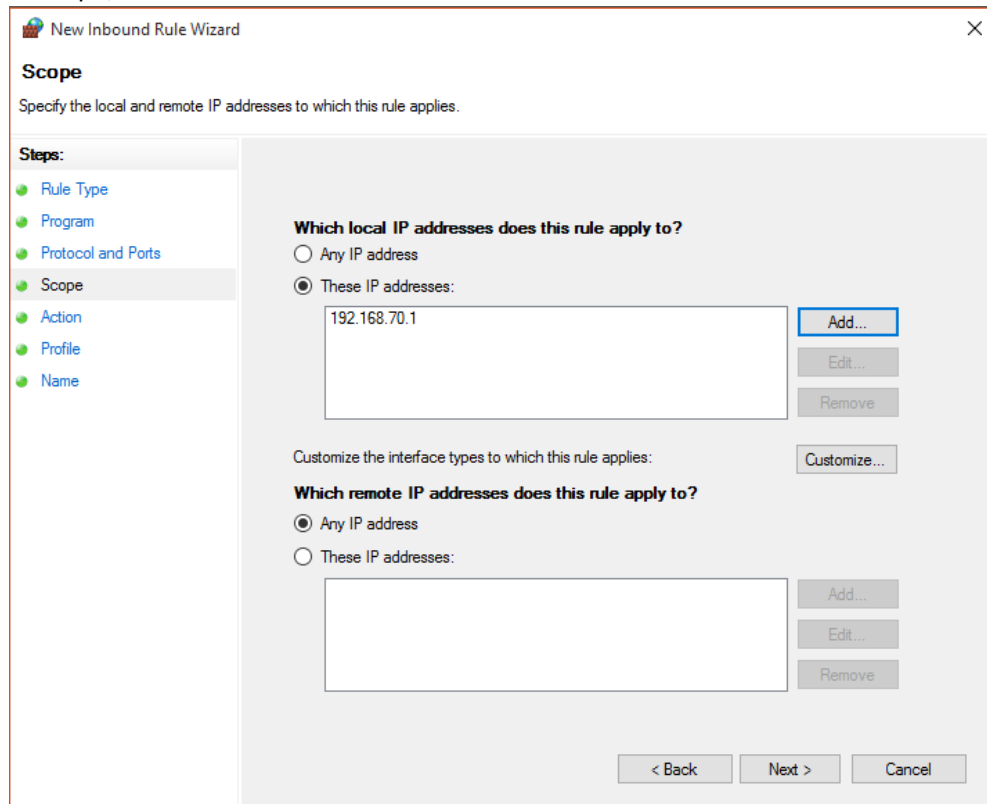 New Inbound Rule Wizard
Scope
Specify the local and remote IP addresses to which this rule applies.
Steps:
Rule Type
Program
Protocol and Ports
Scope
Action
Profile
Name
Which local IP addresses does this rule apply to?
Any IP address
These IP addresses:
192.168.70.1
Add...
Edit...
Remove
Customize the interface types to which this rule applies:
Customize...
Which remote IP addresses does this rule apply to?
Any IP address
These IP addresses:
Add...
Edit...
Remove
< Back
Next >
Cancel